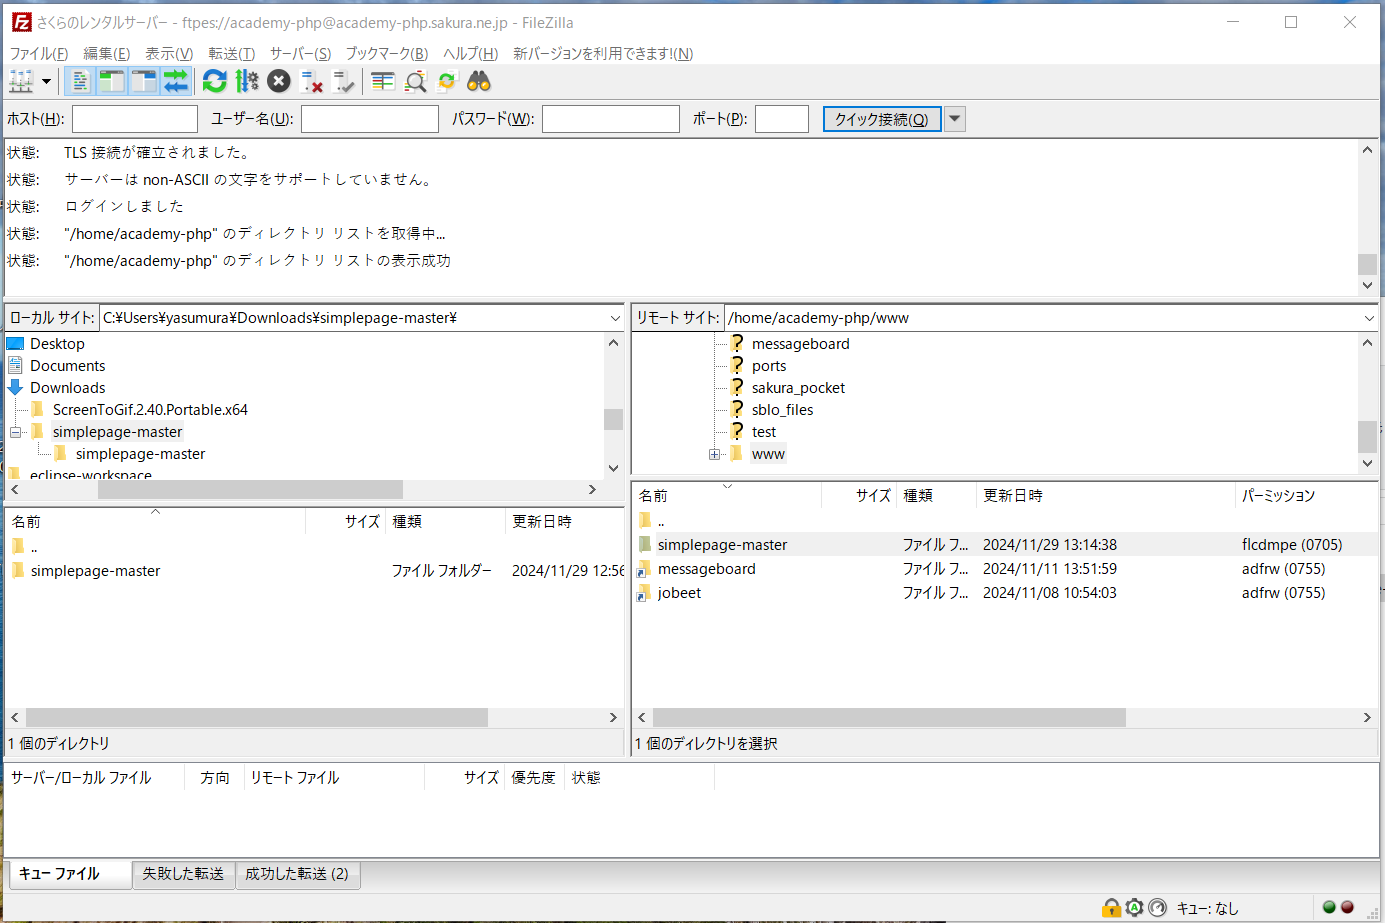 さくらのレンタルサーバー - ftpes://academy-php@academy-php.sakura.ne.jp - FileZilla
ファイル(F) 編集(E) 表示(V) 転送(T) サーバー(S) ブックマーク(B) ヘルプ(H) 新バージョンを利用できます!(N)
ホスト(H): ユーザー名(U): パスワード(W): ポート(P): クイック接続(Q)
状態: TLS 接続が確立されました。
状態: サーバーは non-ASCII の文字をサポートしていません。
状態: ログインしました
状態: "/home/academy-php" のディレクトリ リストを取得中...
状態: "/home/academy-php" のディレクトリ リストの表示成功
ローカル サイト: C:¥Users¥yasumura¥Downloads¥simplepage-master¥
Desktop
Documents
Downloads
ScreenToGif.2.40.Portable.x64
simplepage-master
simplepage-master
eclipse-workspace
名前 サイズ 種類 更新日時
..
simplepage-master ファイル フォルダー 2024/11/29 12:56
1 個のディレクトリ
リモート サイト: /home/academy-php/www
messageboard
ports
sakura_pocket
sblo_files
test
www
名前 サイズ 種類 更新日時 パーミッション
..
simplepage-master ファイル フ... 2024/11/29 13:14:38 flcdmpe (0705)
messageboard ファイル フ... 2024/11/11 13:51:59 adfrw (0755)
jobeet ファイル フ... 2024/11/08 10:54:03 adfrw (0755)
1 個のディレクトリを選択
サーバー/ローカル ファイル 方向 リモート ファイル サイズ 優先度 状態
キュー ファイル 失敗した転送 成功した転送 (2)
キュー: なし